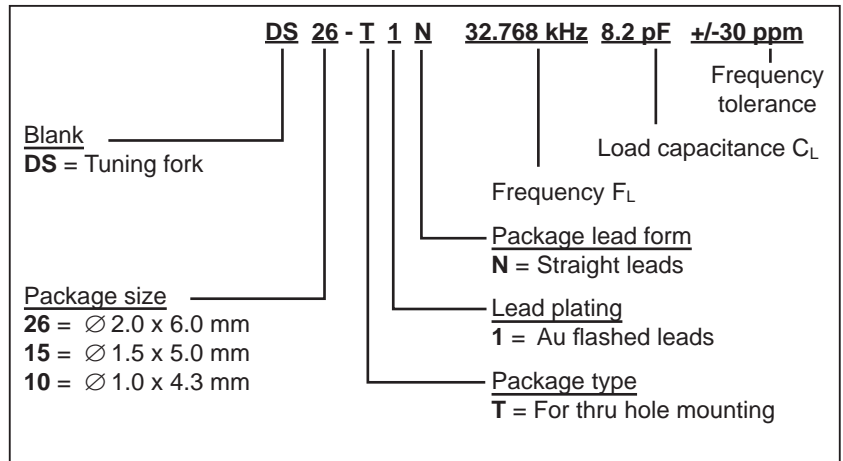 DS 26 - T 1 N 32.768 kHz 8.2 pF +/-30 ppm
Frequency
tolerance
Blank
DS = Tuning fork
Load capacitance CL
Frequency FL
Package lead form
N = Straight leads
Package size
26 = ∅ 2.0 x 6.0 mm
15 = ∅ 1.5 x 5.0 mm
10 = ∅ 1.0 x 4.3 mm
Lead plating
1 = Au flashed leads
Package type
T = For thru hole mounting